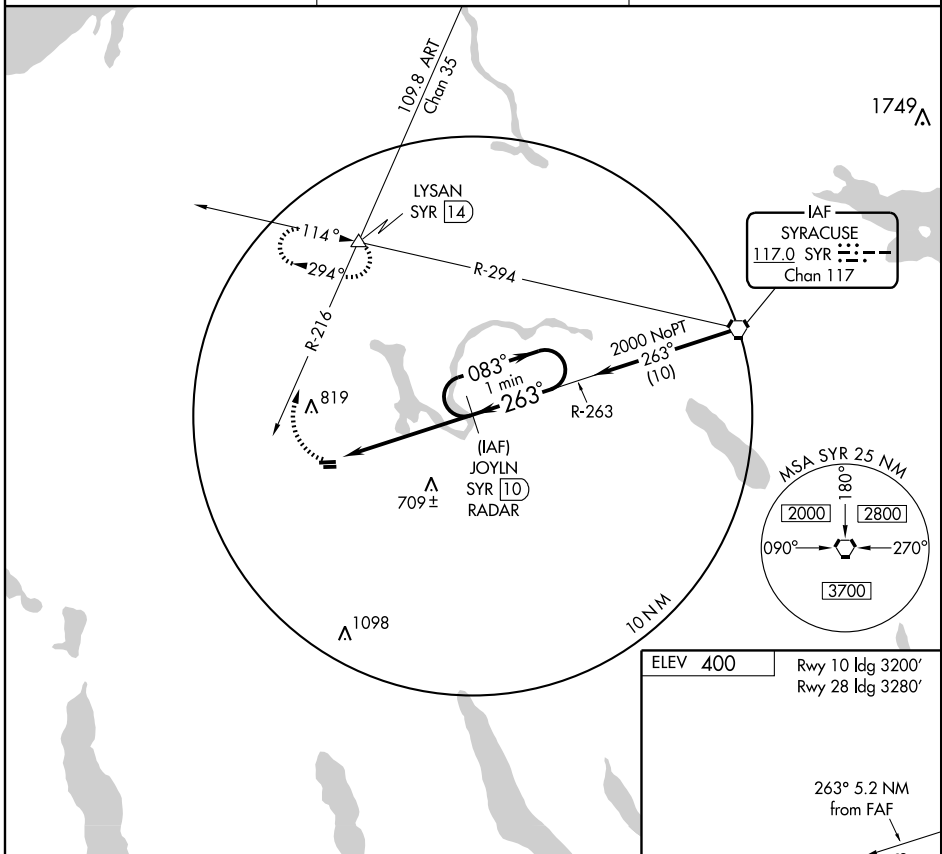 109.8 ART
Chan 35
1749
LYSAN
SYR 14
IAF
SYRACUSE
117.0 SYR
Chan 117
114°
294°
R-294
R-216
2000 NoPT
263°
(10)
083°
1 min
263°
R-263
819
(IAF)
JOYLN
SYR 10
RADAR
709±
MSA SYR 25 NM
180°
2000
2800
090°
270°
3700
10 NM
1098
ELEV 400
Rwy 10 ldg 3200'
Rwy 28 ldg 3280'
263° 5.2 NM
from FAF